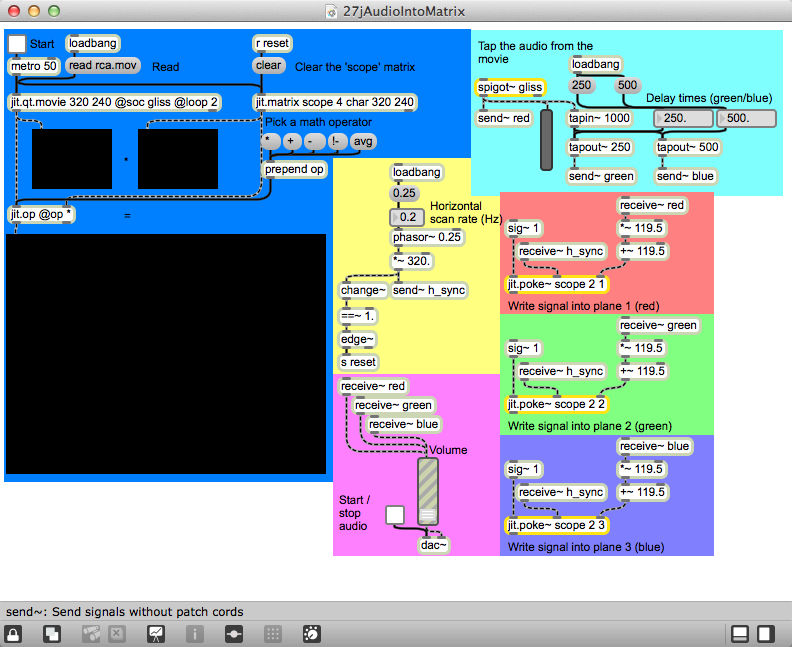 27jAudioIntoMatrix
Start
loadbang
metro 50
read rca.mov
Read
r reset
clear
Clear the 'scope' matrix
jit.qt.movie 320 240 @soc gliss @loop 2
jit.matrix scope 4 char 320 240
Pick a math operator
*
+
-
!-
avg
*
prepend op
jit.op @op *
=
Tap the audio from the
movie
loadbang
spigot~ gliss
250
500
Delay times (green/blue)
send~ red
tapin~ 1000
250.
500.
tapout~ 250
tapout~ 500
send~ green
send~ blue
loadbang
0.25
Horizontal
scan rate (Hz)
0.2
phasor~ 0.25
*~ 320.
change~
send~ h_sync
==~ 1.
edge~
s reset
receive~ red
sig~ 1
*~ 119.5
receive~ h_sync
+~ 119.5
jit.poke~ scope 2 1
Write signal into plane 1 (red)
receive~ green
sig~ 1
*~ 119.5
receive~ h_sync
+~ 119.5
jit.poke~ scope 2 2
Write signal into plane 2 (green)
receive~ blue
sig~ 1
*~ 119.5
receive~ h_sync
+~ 119.5
jit.poke~ scope 2 3
Write signal into plane 3 (blue)
receive~ red
receive~ green
receive~ blue
Volume
Start /
stop
audio
dac~
send~: Send signals without patch cords